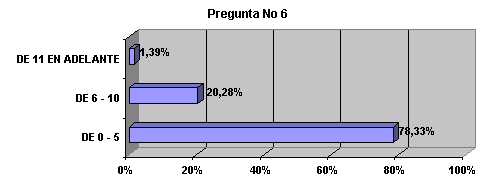 Pregunta No 6
DE 11 EN ADELANTE
1,39%
DE 6 - 10
20,28%
DE 0 - 5
78,33%
0% 20% 40% 60% 80% 100%